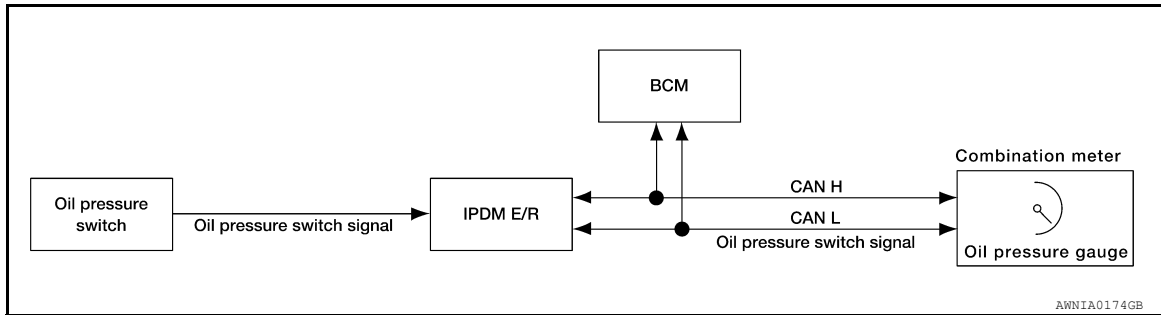 BCM
Combination meter
Oil pressure
switch
Oil pressure switch signal
IPDM E/R
CAN H
CAN L
Oil pressure switch signal
Oil pressure gauge
AWNIA0174GB